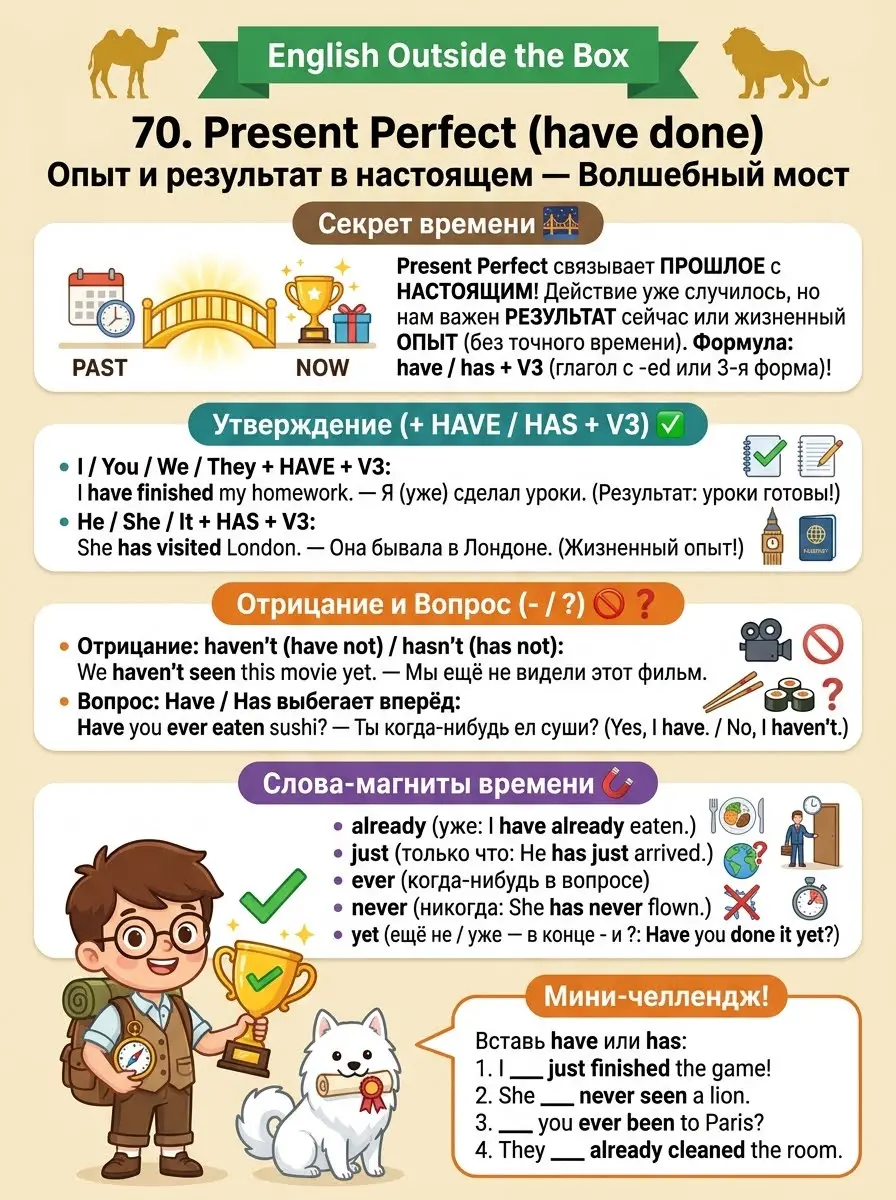 English Outside the Box
70. Present Perfect (have done)
Опыт и результат в настоящем — Волшебный мост
Секрет времени
PAST
NOW
Present Perfect связывает ПРОШЛОЕ с
НАСТОЯЩИМ! Действие уже случилось, но
нам важен РЕЗУЛЬТАТ сейчас или жизненный
ОПЫТ (без точного времени). Формула:
have / has + V3 (глагол с -ed или 3-я форма)!
Утверждение (+ HAVE / HAS + V3) ✅
• I / You / We / They + HAVE + V3:
I have finished my homework. — Я (уже) сделал уроки. (Результат: уроки готовы!)
• He / She / It + HAS + V3:
She has visited London. — Она бывала в Лондоне. (Жизненный опыт!)
Отрицание и Вопрос (- / ?) 🚫❓
• Отрицание: haven't (have not) / hasn't (has not):
We haven't seen this movie yet. — Мы ещё не видели этот фильм.
• Вопрос: Have / Has выбегает вперёд:
Have you ever eaten sushi? — Ты когда-нибудь ел суши? (Yes, I have. / No, I haven't.)
Слова-магниты времени
• already (уже: I have already eaten.)
• just (только что: He has just arrived.)
• ever (когда-нибудь в вопросе)
• never (никогда: She has never flown.)
• yet (ещё не / уже — в конце - и ?: Have you done it yet?)
Мини-челлендж!
Вставь have или has:
1. I ___ just finished the game!
2. She ___ never seen a lion.
3. ___ you ever been to Paris?
4. They ___ already cleaned the room.